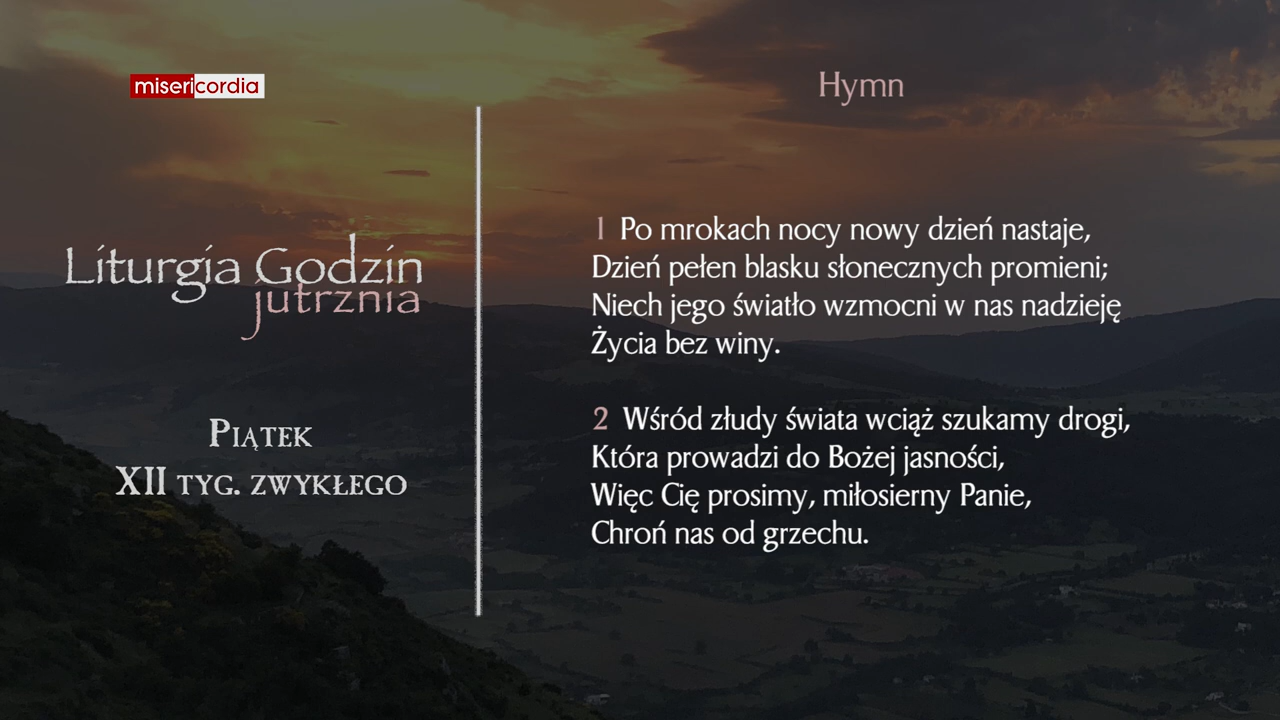 misericordia
Liturgia Godzin
jutrznia
Piątek
XII tyg. zwykłego
Hymn
1 Po mrokach nocy nowy dzień nastaje,
Dzień pełen blasku słonecznych promieni;
Niech jego światło wzmocni w nas nadzieję
Życia bez winy.
2 Wśród złudy świata wciąż szukamy drogi,
Która prowadzi do Bożej jasności,
Więc Cię prosimy, miłosierny Panie,
Chroń nas od grzechu.